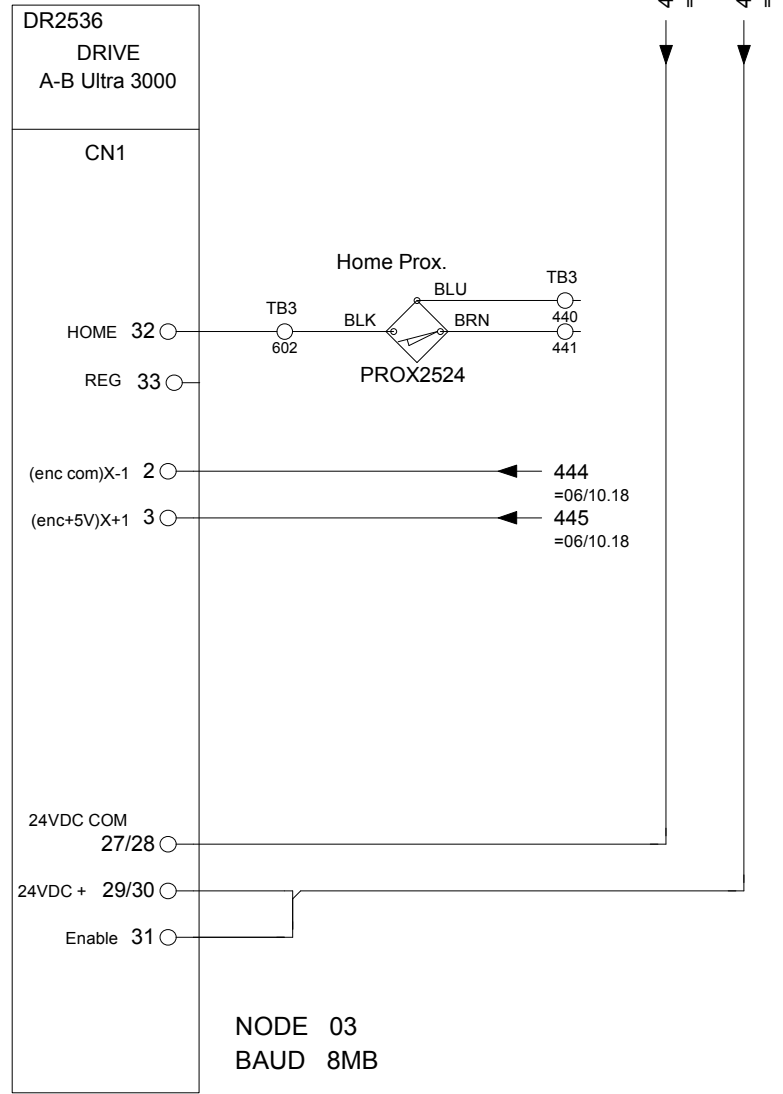 DR2536
DRIVE
A-B Ultra 3000
CN1
Home Prox.
TB3
BLU
TB3
440
HOME 32
602
BLK
BRN
441
REG 33
PROX2524
(enc com)X-1 2
444
=06/10.18
(enc+5V)X+1 3
445
=06/10.18
24VDC COM
27/28
24VDC + 29/30
Enable 31
NODE 03
BAUD 8MB